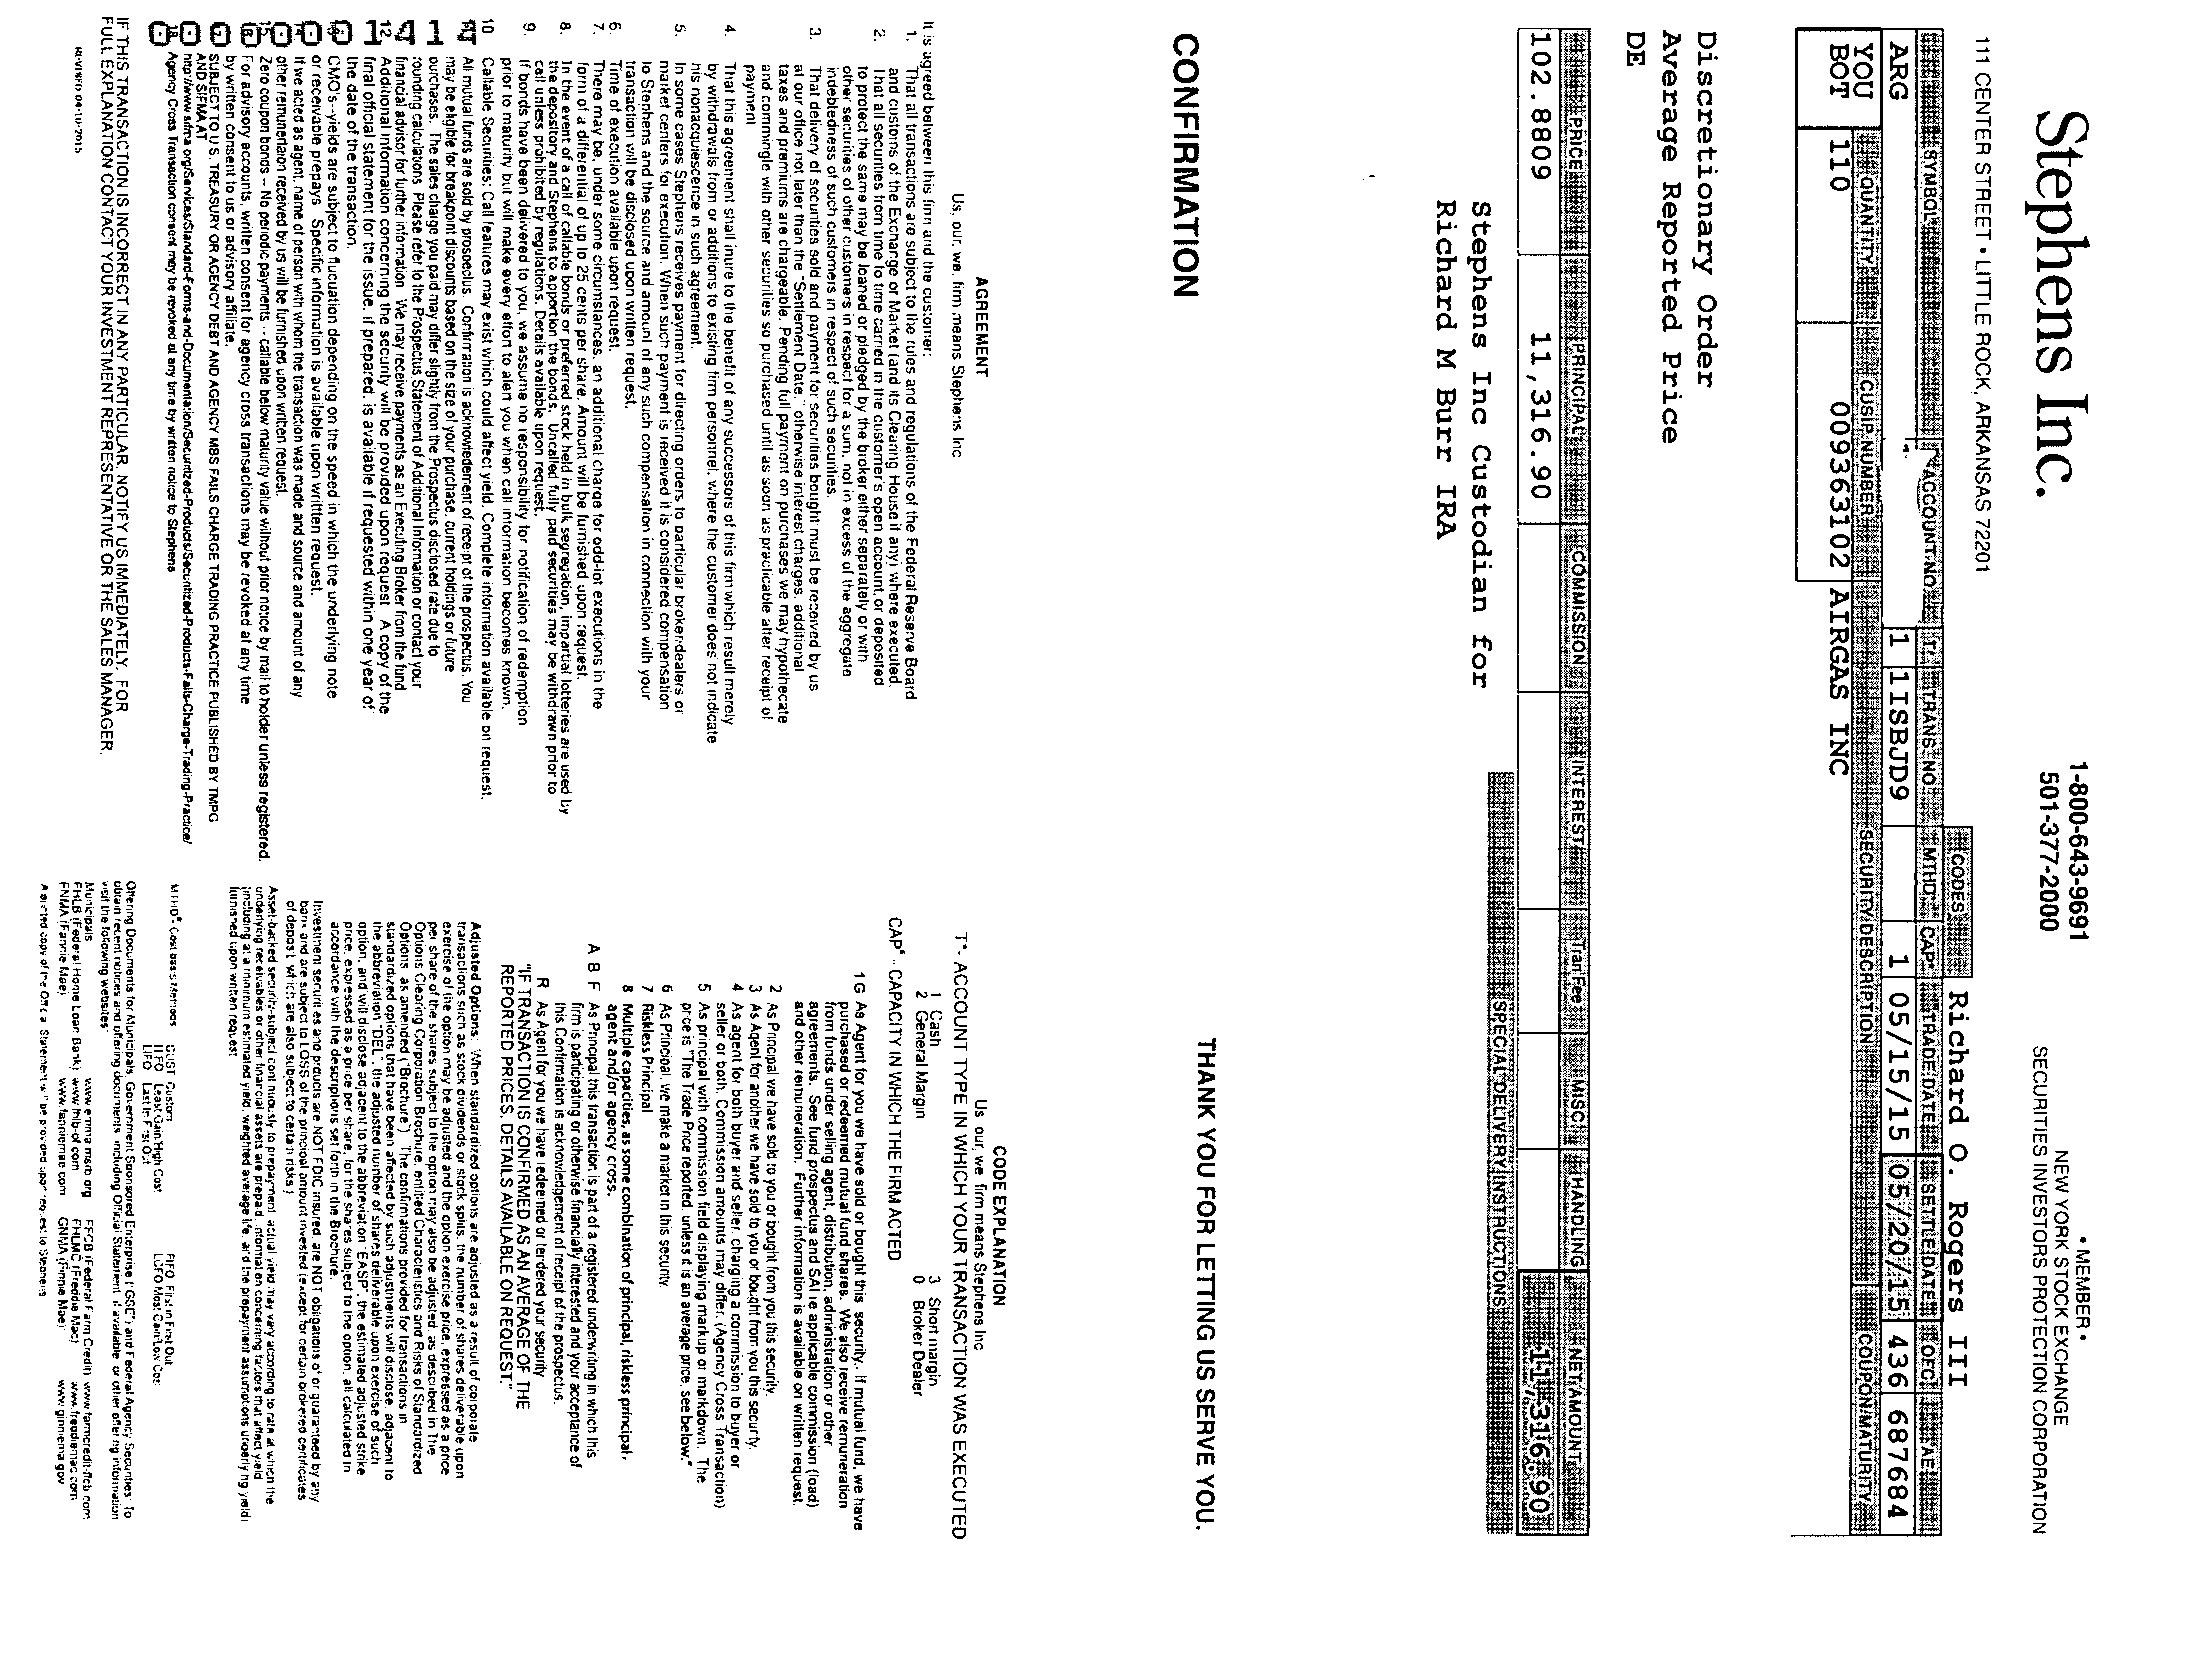 Stephens Inc.
111 CENTER STREET • LITTLE ROCK, ARKANSAS 72201
1-800-643-9691
501-377-2000
• MEMBER •
NEW YORK STOCK EXCHANGE
SECURITIES INVESTORS PROTECTION CORPORATION
Richard O. Rogers III
CODES
SYMBOL ACCOUNT NO. T* TRANS NO. MTHD* CAP* TRADE DATE SETTLE DATE OFC AE
ARG 1 1ISBJD9 1 05/15/15 05/20/15 436 687684
QUANTITY CUSIP NUMBER SECURITY DESCRIPTION COUPON MATURITY
YOU BOT 110 009363102 AIRGAS INC
Discretionary Order
Average Reported Price
DE
PRICE PRINCIPAL COMMISSION INTEREST Tran Fee MISC HANDLING NET AMOUNT
102.8809 11,316.90 11,316.90
SPECIAL DELIVERY INSTRUCTIONS
Stephens Inc Custodian for
Richard M Burr IRA
CONFIRMATION
THANK YOU FOR LETTING US SERVE YOU.
AGREEMENT
Us, our, we, firm means Stephens Inc
It is agreed between this firm and the customer:
1. That all transactions are subject to the rules and regulations of the Federal Reserve Board
and customs of the Exchange or Market (and its Clearing House if any) where executed.
2. That all securities from time to time carried in the customer's open account, or deposited
to protect the same may be loaned or pledged by the broker either separately or with
other securities of other customers in respect for a sum, not in excess of the aggregate
indebtedness of such customers in respect of such securities.
3. That delivery of securities sold and payment for securities bought must be received by us
at our office not later than the "Settlement Date," otherwise interest charges, additional
taxes and premiums are chargeable. Pending full payment on purchases we may hypothecate
and commingle with other securities so purchased until as soon as practicable after receipt of
payment
4. That this agreement shall inure to the benefit of any successors of this firm which result merely
by withdrawals from or additions to existing firm personnel, where the customer does not indicate
his nonacquiescence in such agreement.
5. In some cases Stephens receives payment for directing orders to particular broker-dealers or
market centers for execution. When such payment is received it is considered compensation
to Stephens and the source and amount of any such compensation in connection with your
transaction will be disclosed upon written request.
6. Time of execution available upon request.
7. There may be, under some circumstances, an additional charge for odd-lot executions in the
form of a differential of up to 25 cents per share. Amount will be furnished upon request.
8. In the event of a call of callable bonds or preferred stock held in bulk segregation, impartial lotteries are used by
the depository and Stephens to apportion the bonds. Uncalled fully paid securities may be withdrawn prior to
call unless prohibited by regulations. Details available upon request.
9. If bonds have been delivered to you, we assume no responsibility for notification of redemption
prior to maturity but will make every effort to alert you when call information becomes known.
10 Callable Securities: Call features may exist which could affect yield. Complete information available on request.
All mutual funds are sold by prospectus. Confirmation is acknowledement of receipt of the prospectus. You
may be eligible for breakpoint discounts based on the size of your purchase, current holdings or future
purchases. The sales charge you paid may differ slightly from the Prospectus disclosed rate due to
rounding calculations. Please refer to the Prospectus Statement of Additional Information or contact your
financial advisor for further information. We may receive payments as an Executing Broker from the fund
12. Additional information concerning the security will be provided upon request. A copy of the
final official statement for the issue, if prepared, is available if requested within one year of
the date of the transaction.
CMO's--yields are subject to fluctuation depending on the speed in which the underlying note
or receivable prepays. Specific information is available upon written request.
If we acted as agent, name of person with whom the transaction was made and source and amount of any
other remuneration received by us will be furnished upon written request.
Zero coupon bonds -- No periodic payments -- callable below maturity value without prior notice by mail to holder unless registered.
For advisory accounts, written consent for agency cross transactions may be revoked at any time
by written consent to us or advisory affiliate.
SUBJECT TO U.S. TREASURY OR AGENCY DEBT AND AGENCY MBS FAILS CHARGE TRADING PRACTICE PUBLISHED BY TMPG
AND SIFMA AT
http://www.sifma.org/Services/Standard-Forms-and-Documentation/Securitized-Products/Securitized-Products-Fails-Charge-Trading-Practice/
Agency Cross Transaction consent may be revoked at any time by written notice to Stephens
00000001414
IF THIS TRANSACTION IS INCORRECT IN ANY PARTICULAR, NOTIFY US IMMEDIATELY. FOR
FULL EXPLANATION CONTACT YOUR INVESTMENT REPRESENTATIVE OR THE SALES MANAGER.
REVISED 04-10-2015
CODE EXPLANATION
Us our, we firm means Stephens Inc
T*- ACCOUNT TYPE IN WHICH YOUR TRANSACTION WAS EXECUTED
1 Cash 3 Short margin
2 General Margin 0 Broker Dealer
CAP* - CAPACITY IN WHICH THE FIRM ACTED
1G As Agent for you we have sold or bought this security. If mutual fund, we have
purchased or redeemed mutual fund shares. We also receive remuneration
from funds under selling agent, distribution, administration or other
agreements. See fund prospectus and SAI ie applicable commission (load)
and other remuneration. Further information is available on written request.
2 As Principal we have sold to you or bought from you this security.
3 As Agent for another we have sold to you or bought from you this security.
4 As agent for both buyer and seller, charging a commission to buyer or
seller or both. Commission amounts may differ. (Agency Cross Transaction)
5 As principal with commission field displaying markup or markdown. The
price is "The Trade Price reported, unless it is an average price, see below."
6 As Principal, we make a market in this security.
7 Riskless Principal
8 Multiple capacities, as some combination of principal, riskless principal,
agent and/or agency cross.
A B F As Principal this transaction is part of a registered underwriting in which this
firm is participating or otherwise financially interested and your acceptance of
this Confirmation is acknowledgement of receipt of the prospectus.
R As Agent for you we have redeemed or tendered your security
"IF TRANSACTION IS CONFIRMED AS AN AVERAGE OF THE
REPORTED PRICES, DETAILS AVAILABLE ON REQUEST."
Adjusted Options: When standardized options are adjusted as a result of corporate
transactions such as stock dividends or stock splits, the number of shares deliverable upon
exercise of the option may be adjusted and the option exercise price, expressed as a price
per share of the shares subject to the option may also be adjusted, as described in The
Options Clearing Corporation Brochure, entitled Characteristics and Risks of Standardized
Options, as amended ("Brochure"). The confirmations provided for transactions in
standardized options that have been affected by such adjustments will disclose, adjacent to
the abbreviation "DEL", the adjusted number of shares deliverable upon exercise of such
option, and will disclose adjacent to the abbreviation "EASP", the estimated adjusted strike
price, expressed as a price per share, for the shares subject to the option, all calculated in
accordance with the descriptions set forth in the Brochure.
Investment securities and products are NOT FDIC insured, are NOT obligations of or guaranteed by any
bank and are subject to LOSS of the principal amount invested (except for certain brokered certificates
of deposit which are also subject to certain risks.)
Asset-backed security-subject continuously to prepayment actual yield may vary according to rate at which the
underlying receivables or other financial assets are prepaid, information concerning factors that affect yield
(including at a minimum estimated yield, weighted average life, and the prepayment assumptions underlying yield)
furnished upon written request
MTHD*- Cost basis Methods CUST Custom FIFO First in First Out
LIFO Last In First Out
Offering Documents for Municipals, Government Sponsored Enterprise ("GSE"), and Federal Agency Securities: To
obtain recent notices and offering documents, including Official Statement, if available, or other offering information
visit the following websites:
Municipals www.emma.msrb.org FFCB (Federal Farm Credit) www.farmcredit-ffcb.com
FHLB (Federal Home Loan Bank) www.fhlb-of.com FHLMC (Freddie Mac) www.freddiemac.com
FNMA (Fannie Mae) www.fanniemae.com GNMA (Ginnie Mae) www.ginniemae.gov
A printed copy of the Official Statement will be provided upon request to Stephens